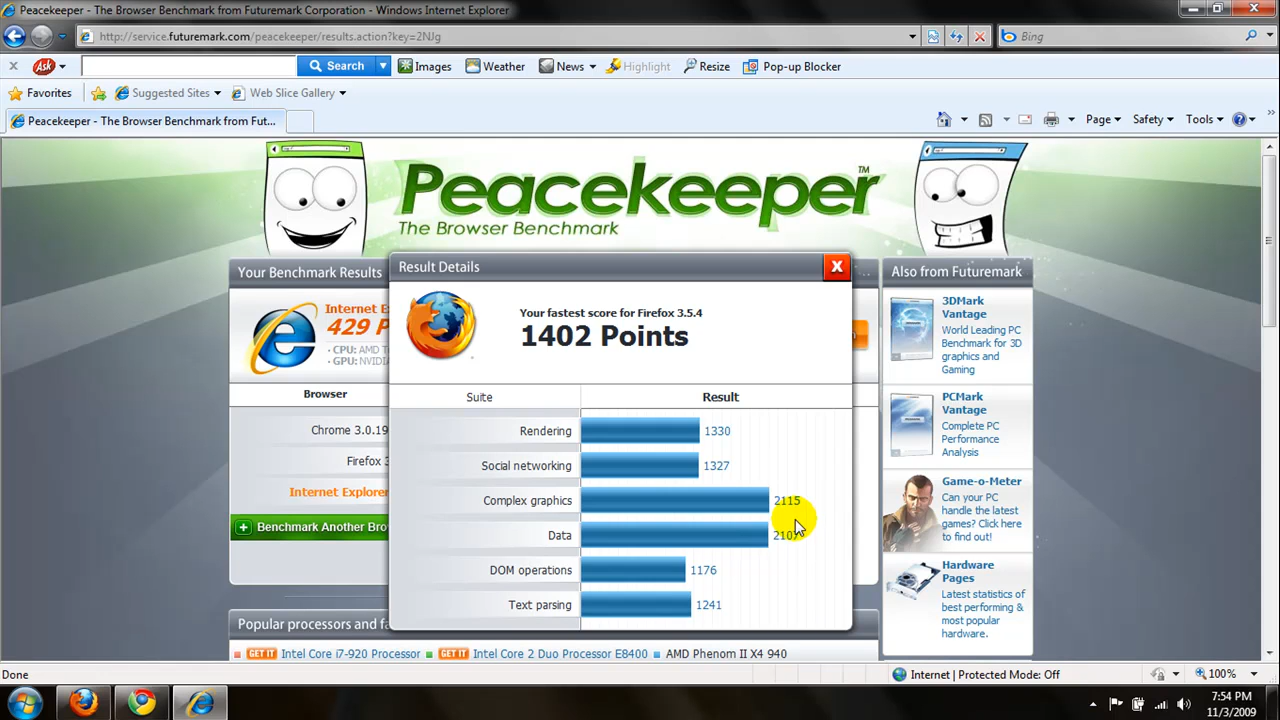 Peacekeeper - The Browser Benchmark from Futuremark Corporation - Windows Internet Explorer
http://service.futuremark.com/peacekeeper/results.action?key=2NJg
Bing
Ask
Search
Images
Weather
News
Highlight
Resize
Pop-up Blocker
Favorites
Suggested Sites
Web Slice Gallery
Peacekeeper - The Browser Benchmark from Fut...
Page
Safety
Tools
Peacekeeper™
The Browser Benchmark
Your Benchmark Results
Internet E
429 P
• CPU: AMD T
• GPU: NVIDI
Browser
Chrome 3.0.19
Firefox 3
Internet Explorer
Benchmark Another Bro
Result Details
X
Your fastest score for Firefox 3.5.4
1402 Points
Suite Result
Rendering 1330
Social networking 1327
Complex graphics 2115
Data
DOM operations 1176
Text parsing 1241
Also from Futuremark
3DMark
Vantage
World Leading PC
Benchmark for 3D
graphics and
Gaming
PCMark
Vantage
Complete PC
Performance
Analysis
Game-o-Meter
Can your PC
handle the latest
games? Click here
to find out!
Hardware
Pages
Latest statistics of
best performing &
most popular
hardware.
Popular processors and fa
GET IT Intel Core i7-920 Processor GET IT Intel Core 2 Duo Processor E8400 AMD Phenom II X4 940
Done
Internet | Protected Mode: Off
100%
7:54 PM
11/3/2009